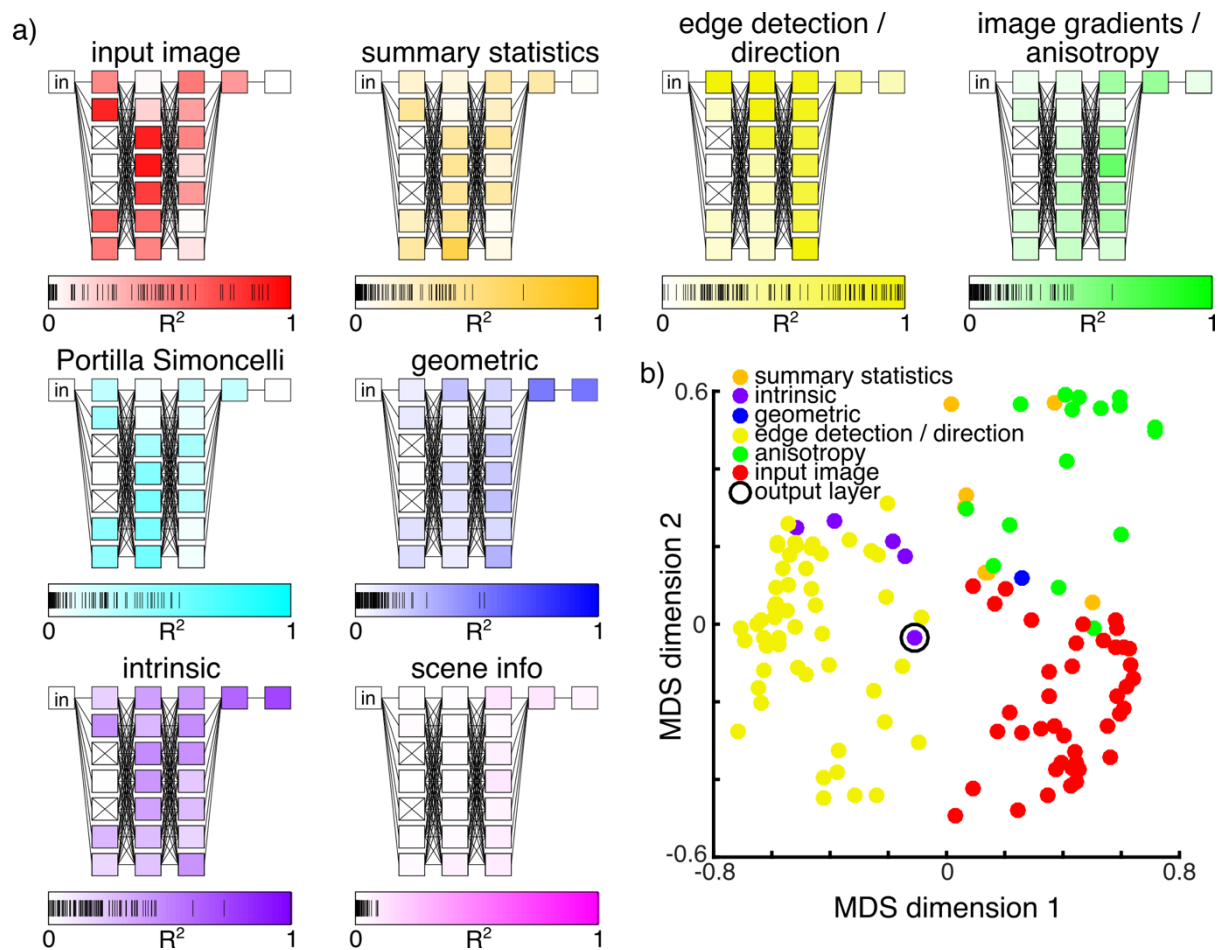 a)
input image
in
0 R² 1
summary statistics
in
0 R² 1
edge detection /
direction
in
0 R² 1
image gradients /
anisotropy
in
0 R² 1
Portilla Simoncelli
in
0 R² 1
geometric
in
0 R² 1
intrinsic
in
0 R² 1
scene info
in
0 R² 1
b)
summary statistics
intrinsic
geometric
edge detection / direction
anisotropy
input image
output layer
MDS dimension 2
0.6
0
-0.6
-0.8 0 0.8
MDS dimension 1